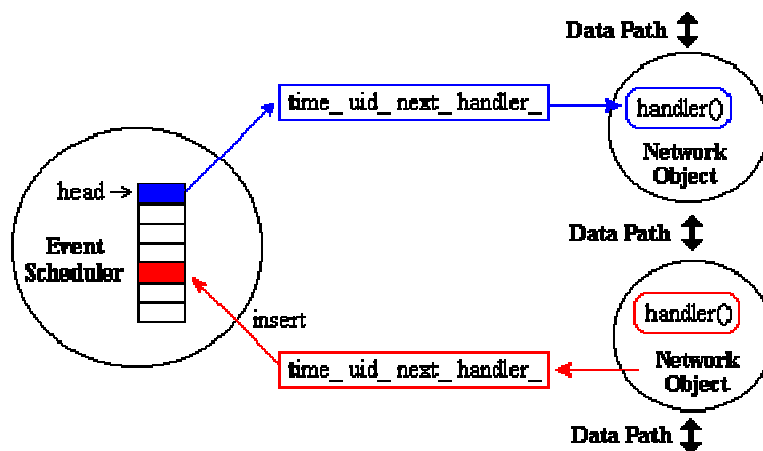 Data Path
time_ uid_ next_ handler_
handler()
Network
Object
head
Event
Scheduler
Data Path
insert
handler()
time_ uid_ next_ handler_
Network
Object
Data Path